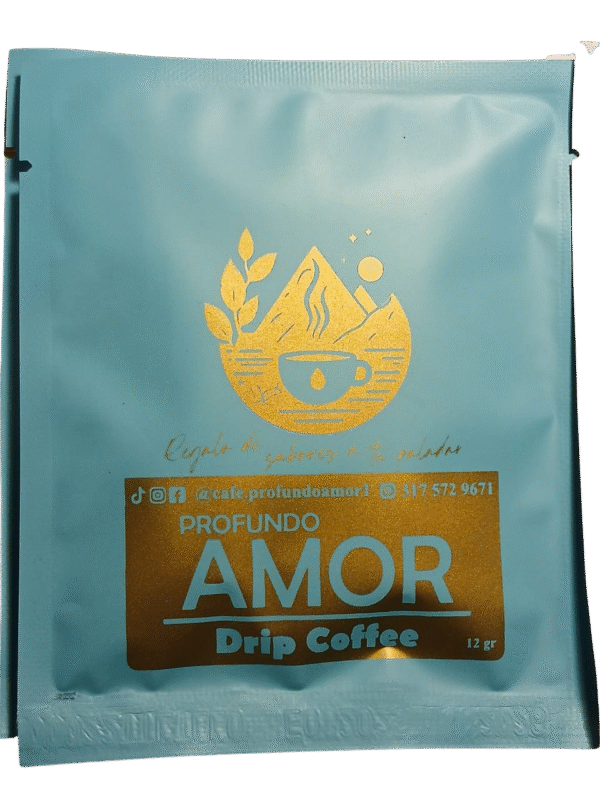 Regalo de sabores a tu paladar
@cafe.profundoamor1 317 572 9671
PROFUNDO
AMOR
Drip Coffee
12 gr